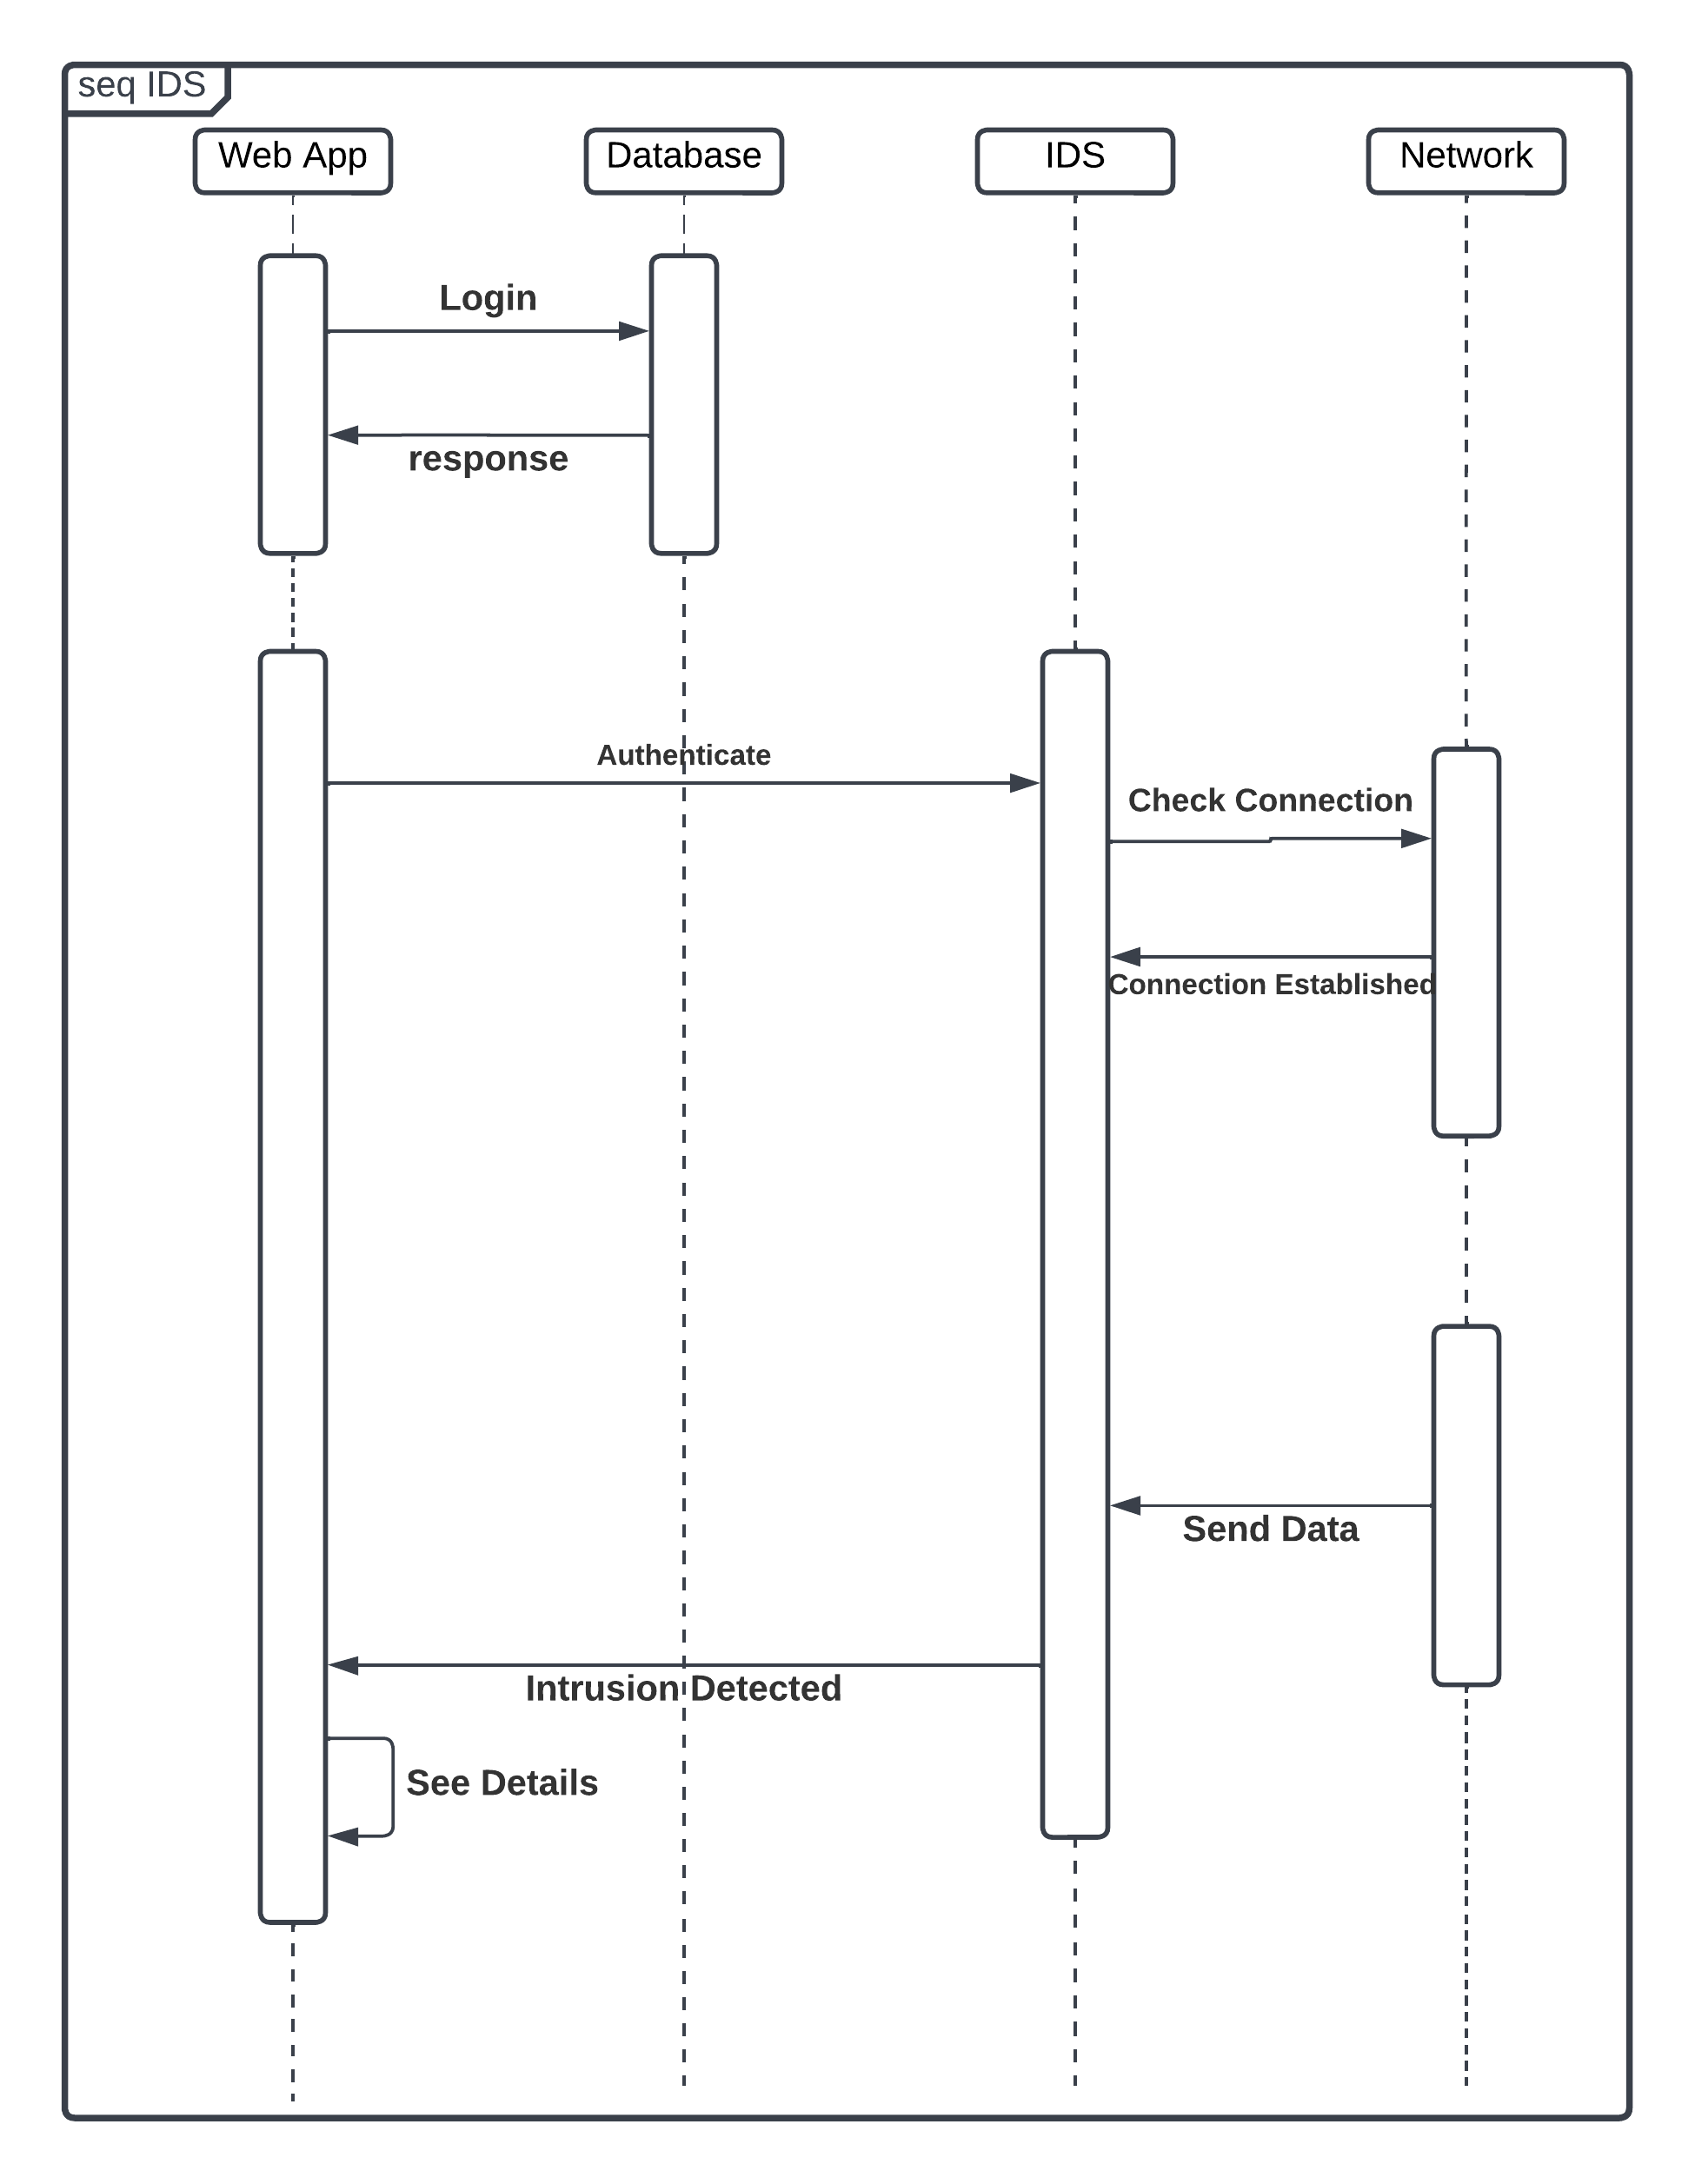 seq IDS
Web App
Database
IDS
Network
Login
response
Authenticate
Check Connection
Connection Established
Send Data
Intrusion Detected
See Details